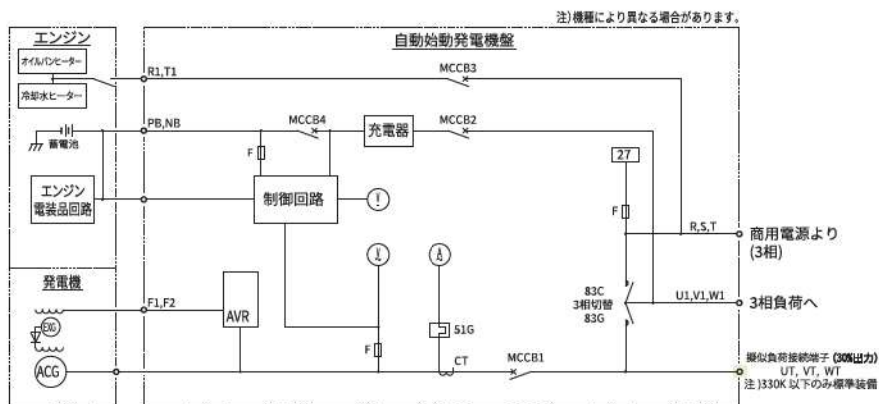 注)機種により異なる場合があります。
エンジン
自動始動発電機盤
オイルパンヒーター
R1,T1
MCCB3
冷却水ヒーター
PB,NB
MCCB4
充電器
MCCB2
蓄電池
F
27
エンジン
電装品回路
制御回路
F
R,S,T
商用電源より
(3相)
発電機
F1,F2
AVR
83C
3相切替
83G
U1,V1,W1
3相負荷へ
EXG
51G
F
CT
MCCB1
ACG
擬似負荷接続端子 (30%出力)
UT, VT, WT
注)330K 以下のみ標準装備